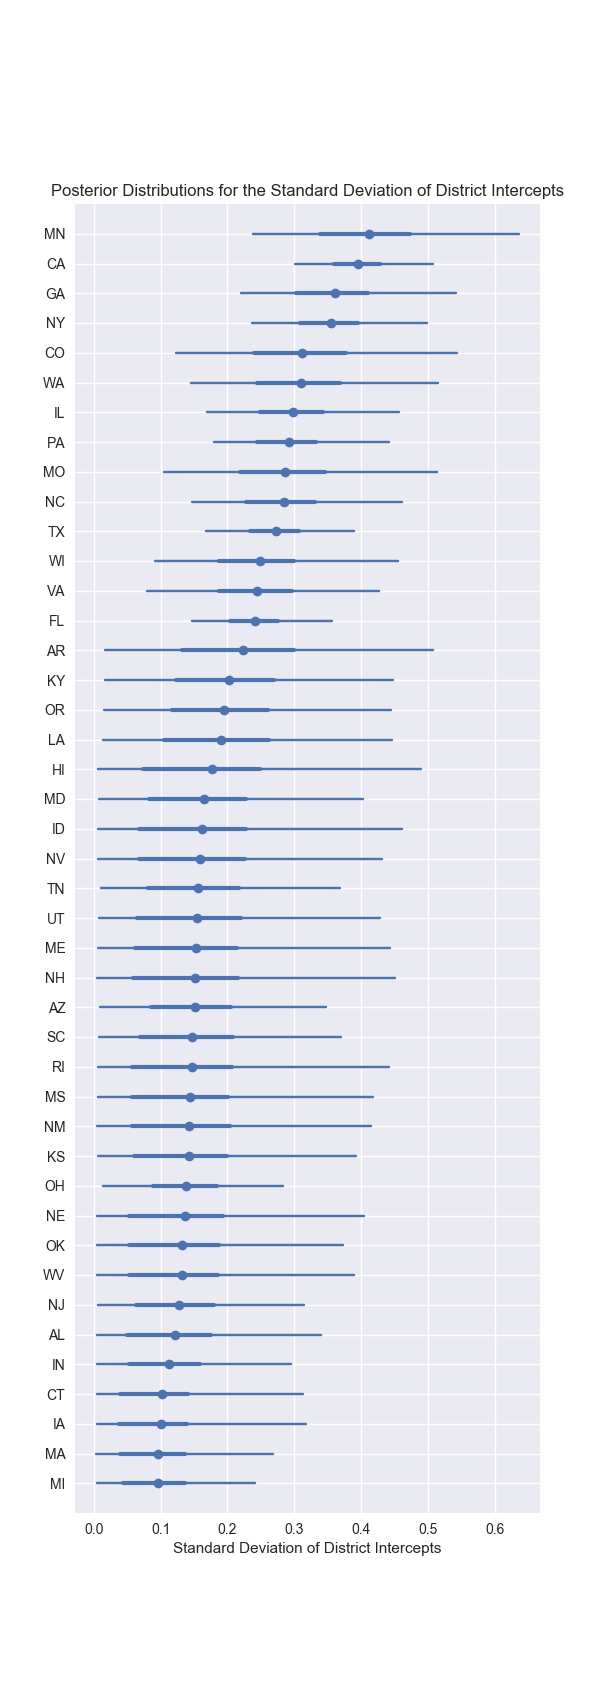 Posterior Distributions for the Standard Deviation of District Intercepts
MN
CA
GA
NY
CO
WA
IL
PA
MO
NC
TX
WI
VA
FL
AR
KY
OR
LA
HI
MD
ID
NV
TN
UT
ME
NH
AZ
SC
RI
MS
NM
KS
OH
NE
OK
WV
NJ
AL
IN
CT
IA
MA
MI
0.0 0.1 0.2 0.3 0.4 0.5 0.6
Standard Deviation of District Intercepts